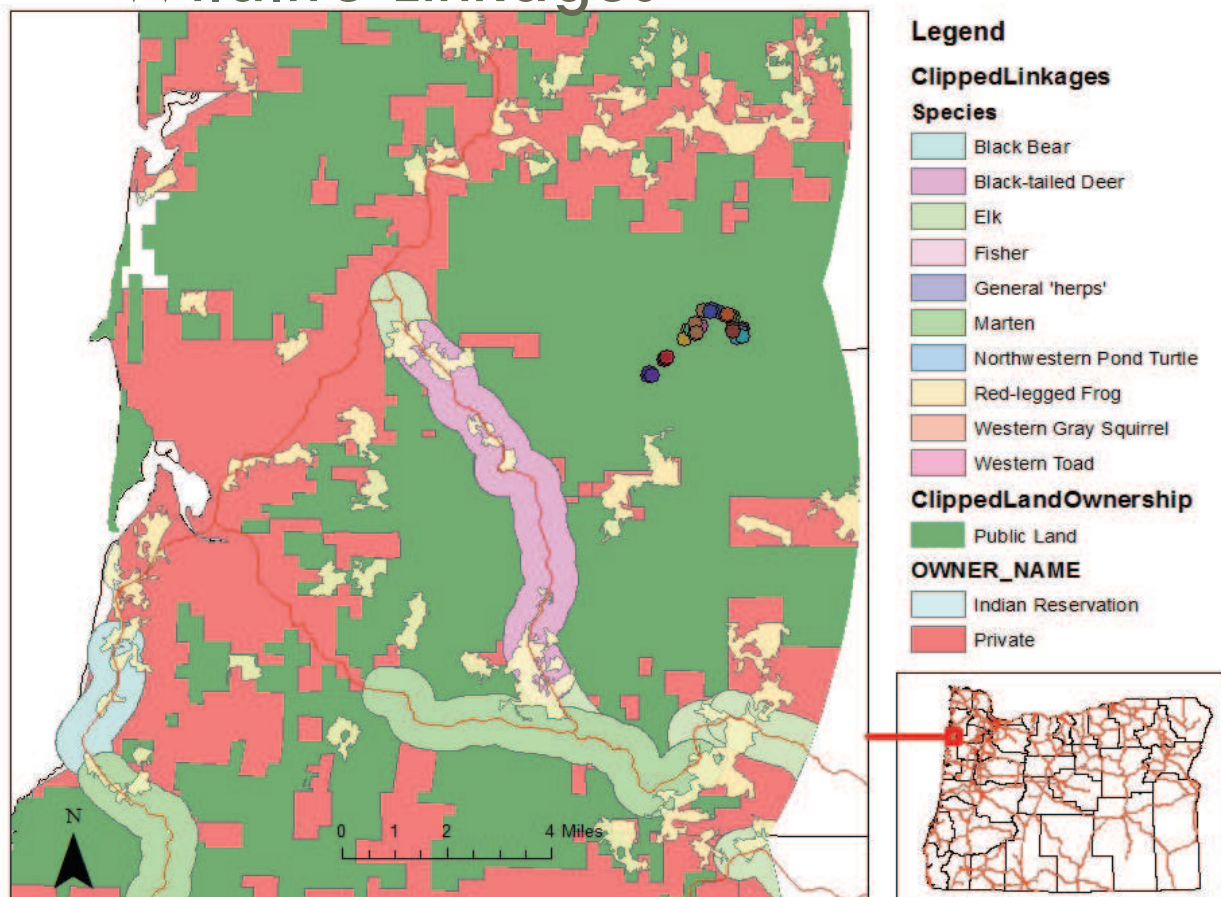 Legend
ClippedLinkages
Species
Black Bear
Black-tailed Deer
Elk
Fisher
General 'herps'
Marten
Northwestern Pond Turtle
Red-legged Frog
Western Gray Squirrel
Western Toad
ClippedLandOwnership
Public Land
OWNER_NAME
Indian Reservation
Private
N
0 1 2 4 Miles